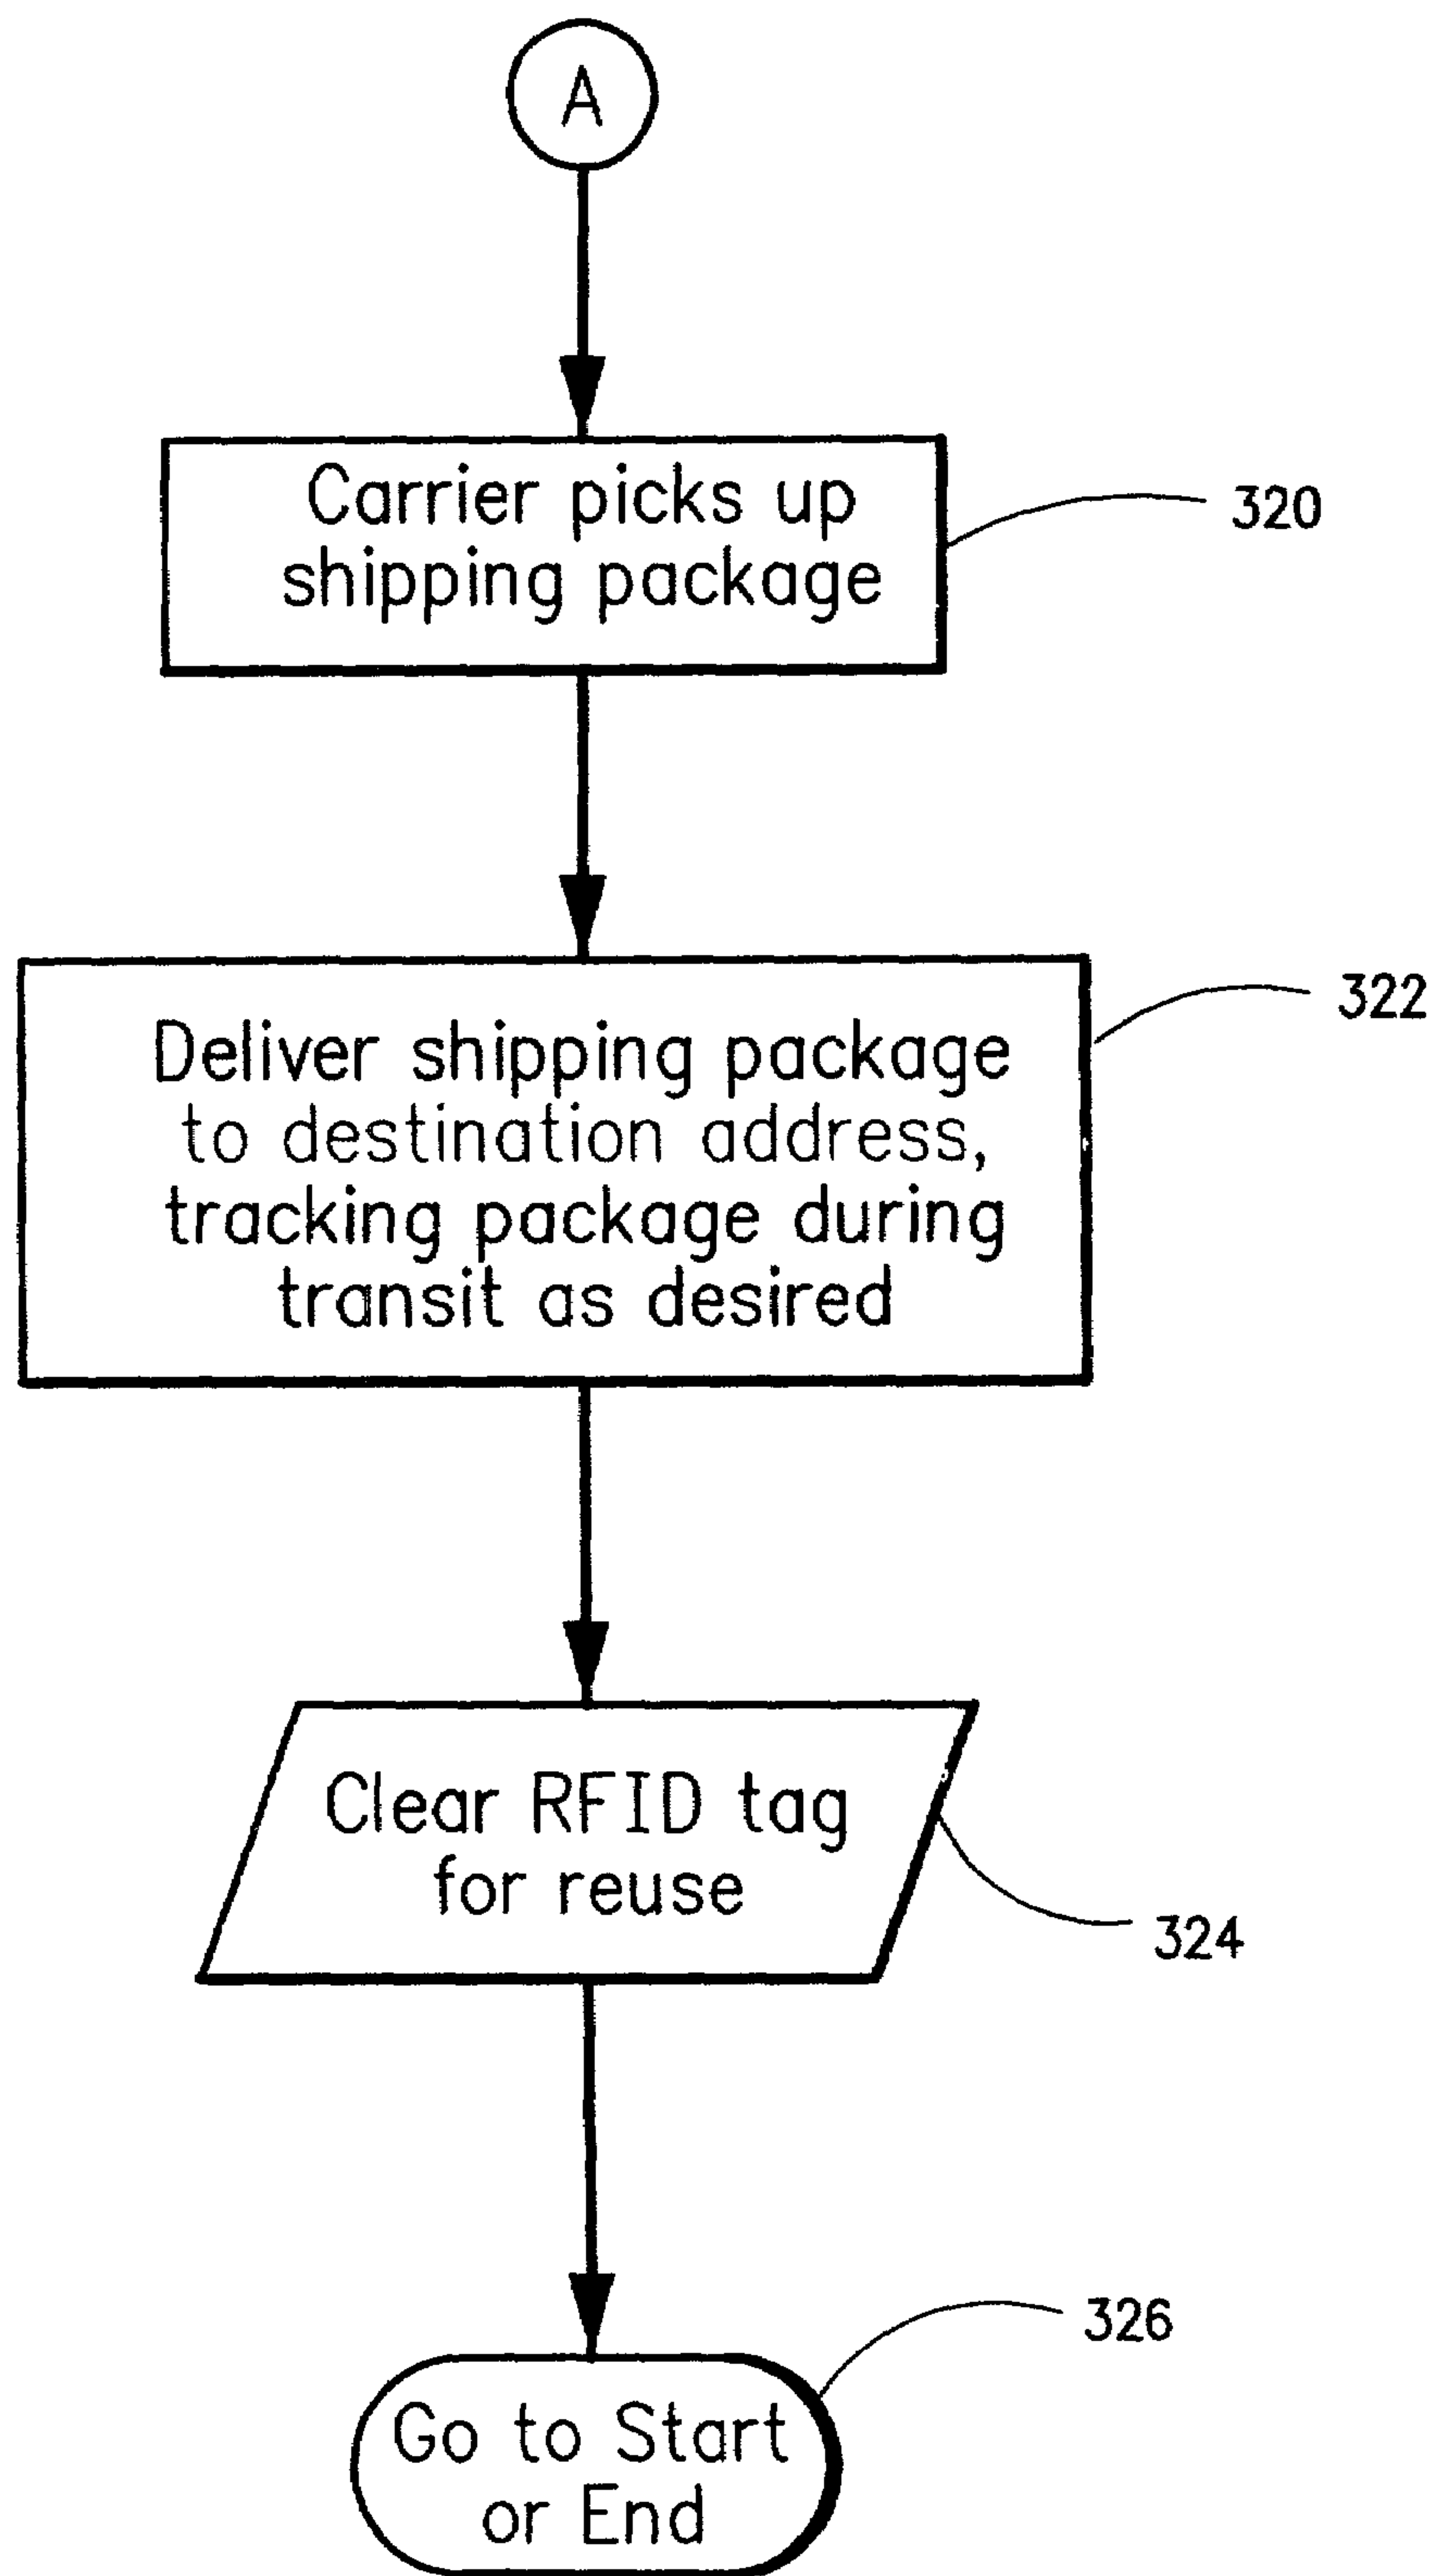 A
Carrier picks up
shipping package
320
Deliver shipping package
to destination address,
tracking package during
transit as desired
322
Clear RFID tag
for reuse
324
Go to Start
or End
326